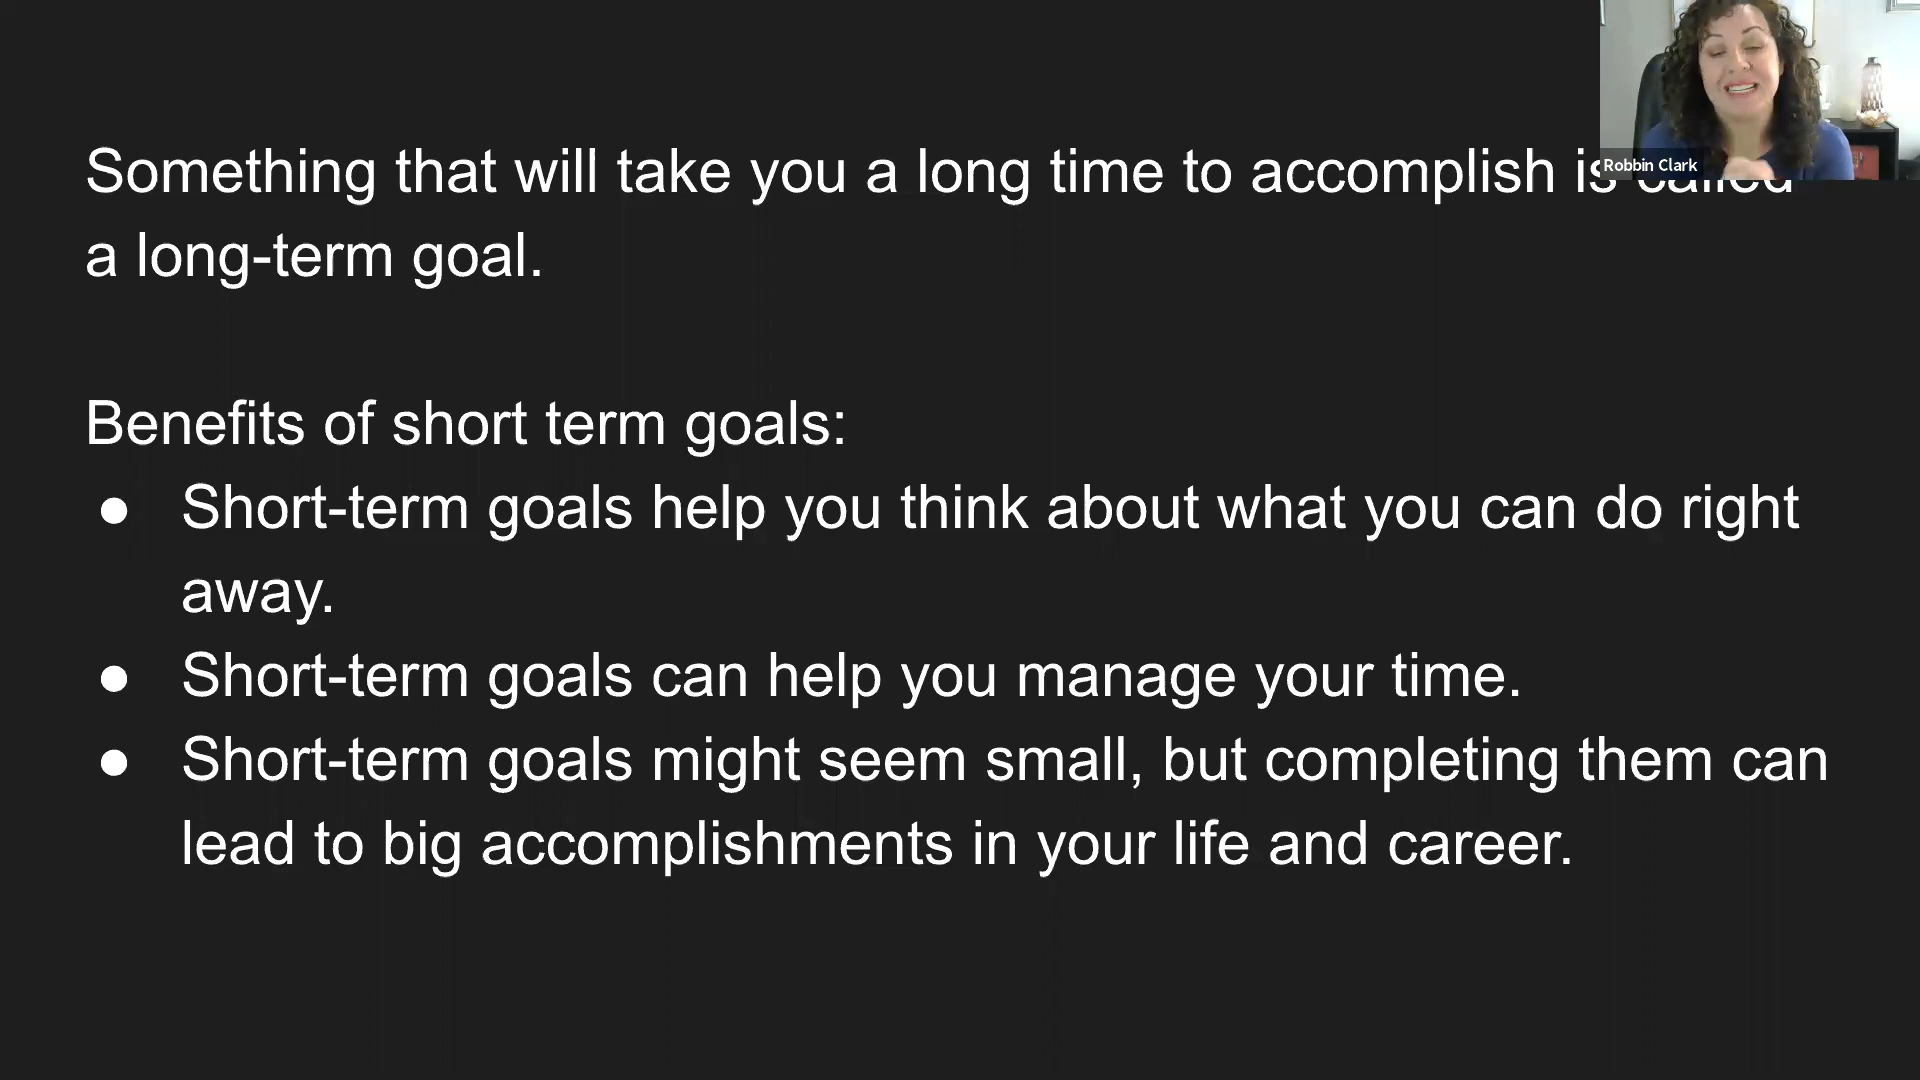 Something that will take you a long time to accomplish is called
a long-term goal.
Benefits of short term goals:
● Short-term goals help you think about what you can do right
away.
● Short-term goals can help you manage your time.
● Short-term goals might seem small, but completing them can
lead to big accomplishments in your life and career.
Robbin Clark